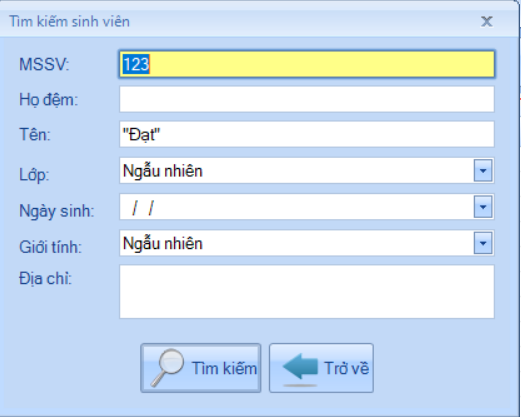 Tìm kiếm sinh viên
MSSV: 123
Họ đệm:
Tên: "Đạt"
Lớp: Ngẫu nhiên
Ngày sinh: / /
Giới tính: Ngẫu nhiên
Địa chỉ:
Tìm kiếm Trở về